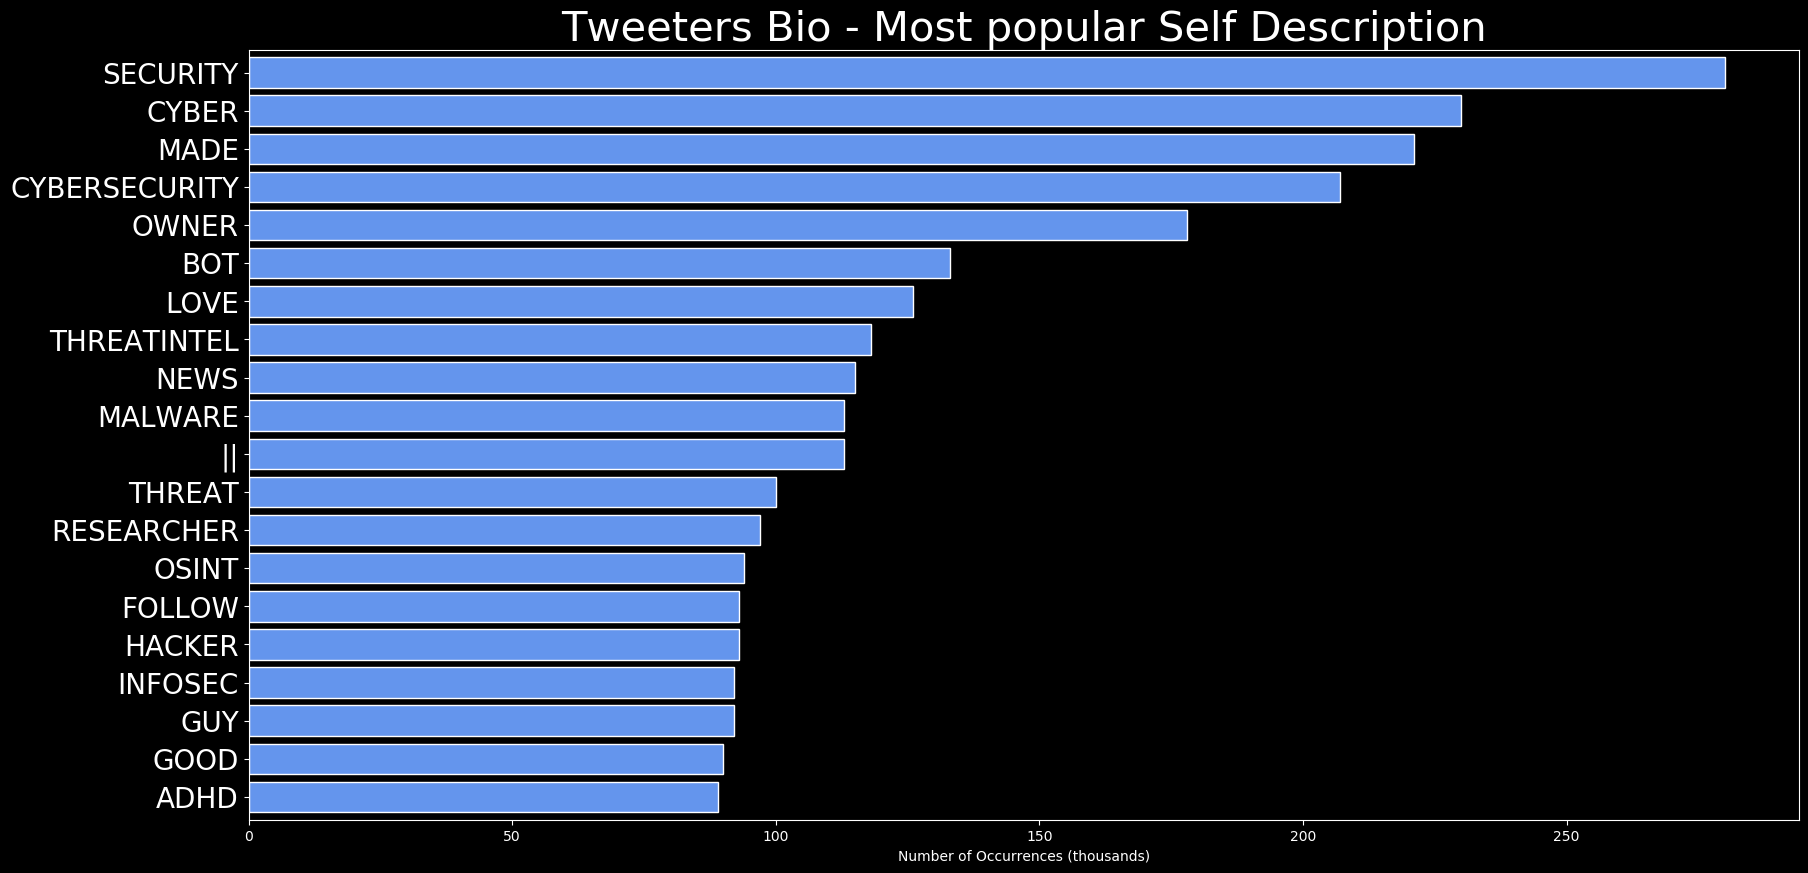 Tweeters Bio - Most popular Self Description
SECURITY
CYBER
MADE
CYBERSECURITY
OWNER
BOT
LOVE
THREATINTEL
NEWS
MALWARE
||
THREAT
RESEARCHER
OSINT
FOLLOW
HACKER
INFOSEC
GUY
GOOD
ADHD
0 50 100 150 200 250
Number of Occurrences (thousands)